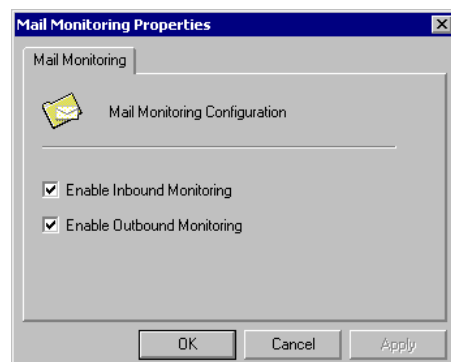 Mail Monitoring Properties
Mail Monitoring
Mail Monitoring Configuration
Enable Inbound Monitoring
Enable Outbound Monitoring
OK Cancel Apply